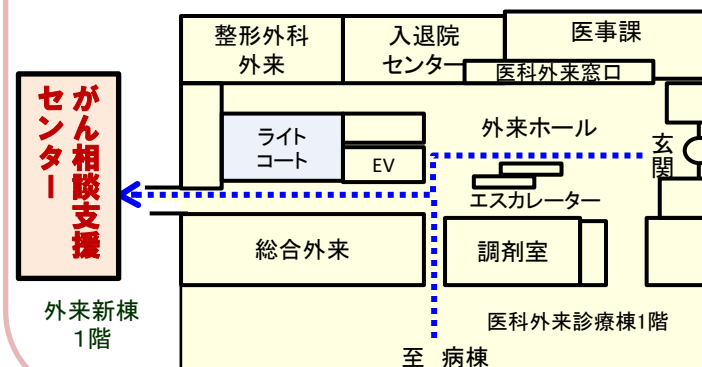 整形外科
外来
入退院
センター
医事課
医科外来窓口
がん相談支援
センター
ライト
コート
EV
外来ホール
玄関
エスカレーター
総合外来
調剤室
外来新棟
1階
医科外来診療棟1階
至 病棟